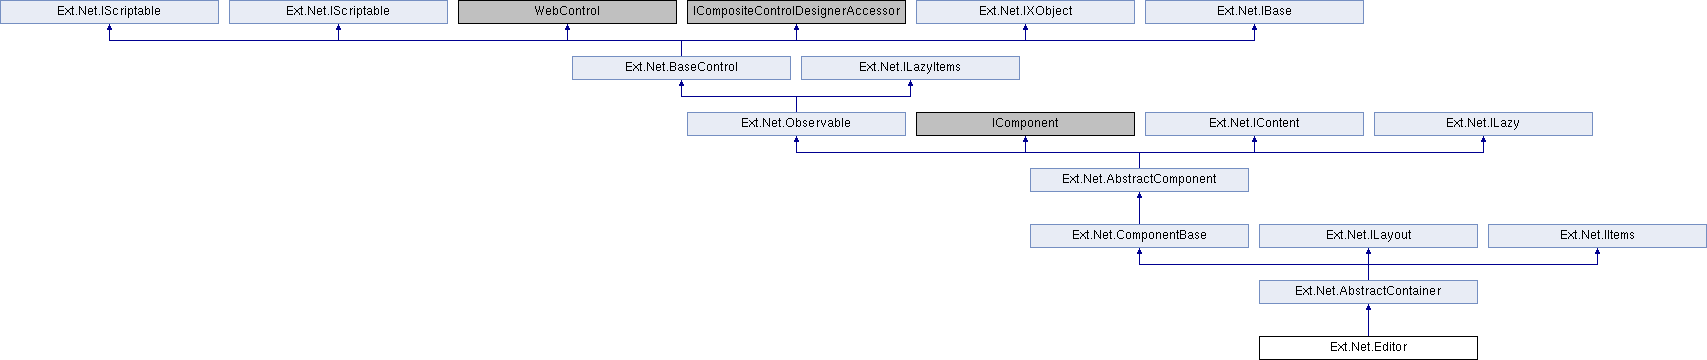 Ext.Net.IScriptable
Ext.Net.IScriptable
WebControl
ICompositeControlDesignerAccessor
Ext.Net.IXObject
Ext.Net.IBase
Ext.Net.BaseControl
Ext.Net.ILazyItems
Ext.Net.Observable
IComponent
Ext.Net.IContent
Ext.Net.ILazy
Ext.Net.AbstractComponent
Ext.Net.ComponentBase
Ext.Net.ILayout
Ext.Net.IItems
Ext.Net.AbstractContainer
Ext.Net.Editor